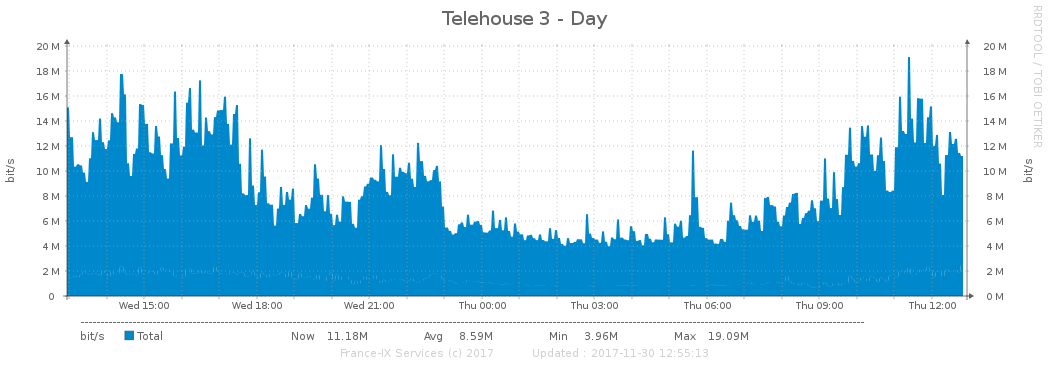 Telehouse 3 - Day
RRDTOOL / TOBI OETIKER
20 M 20 M
18 M 18 M
16 M 16 M
14 M 14 M
12 M 12 M
10 M 10 M
8 M 8 M
6 M 6 M
4 M 4 M
2 M 2 M
0 0 M
bit/s bit/s
Wed 15:00 Wed 18:00 Wed 21:00 Thu 00:00 Thu 03:00 Thu 06:00 Thu 09:00 Thu 12:00
bit/s Total Now 11.18M Avg 8.59M Min 3.96M Max 19.09M
France-IX Services (c) 2017 Updated : 2017-11-30 12:55:13